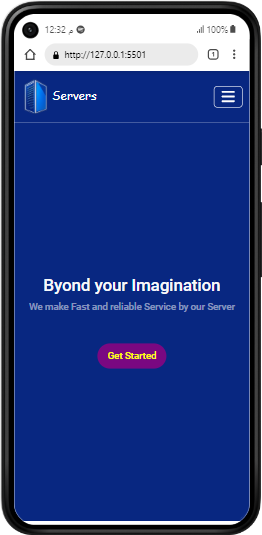 12:32 م
100%
http://127.0.0.1:5501
1
Servers
Byond your Imagination
We make Fast and reliable Service by our Server
Get Started